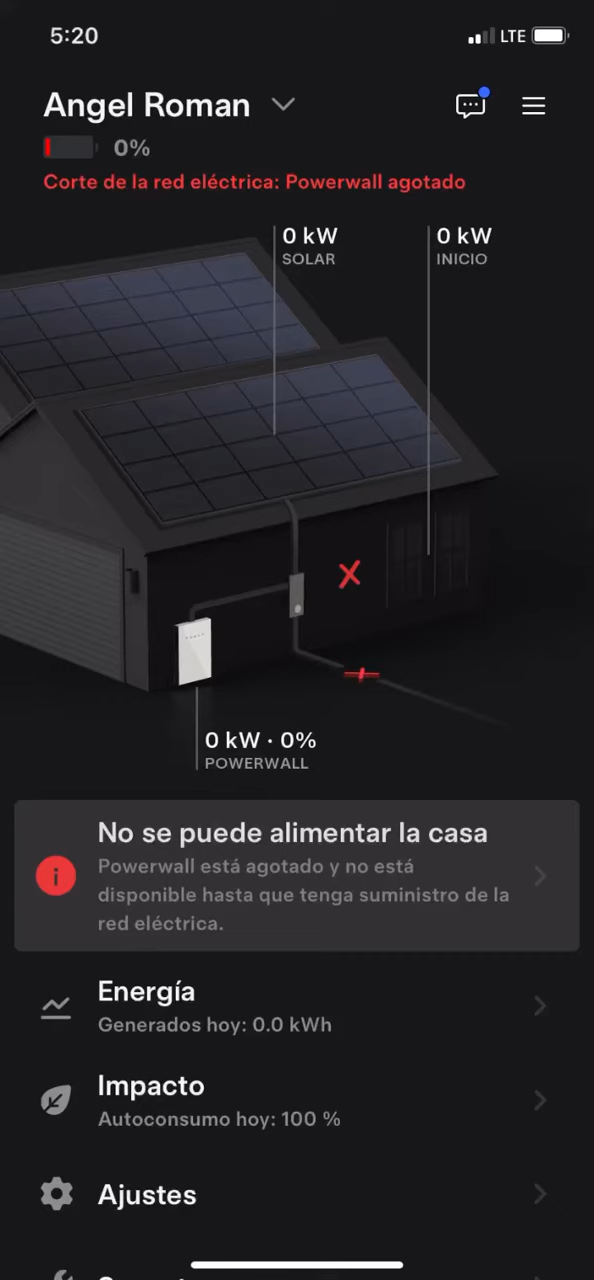 5:20
LTE
Angel Roman
0%
Corte de la red eléctrica: Powerwall agotado
0 kW
SOLAR
0 kW
INICIO
0 kW · 0%
POWERWALL
No se puede alimentar la casa
Powerwall está agotado y no está
disponible hasta que tenga suministro de la
red eléctrica.
Energía
Generados hoy: 0.0 kWh
Impacto
Autoconsumo hoy: 100 %
Ajustes